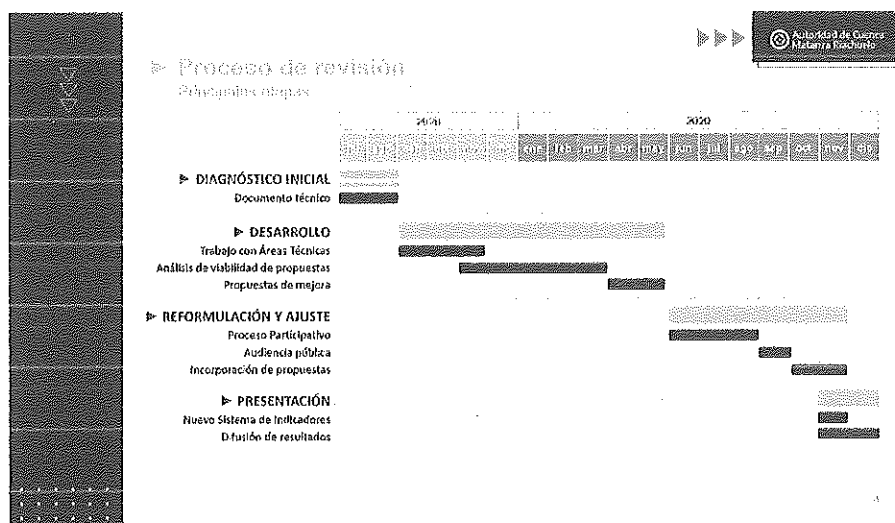 Autoridad de Cuenca
Matanza Riachuelo
Proceso de revisión
Principales etapas
2020 2020
ene feb mar abr may jun jul ago sep oct nov dic
DIAGNÓSTICO INICIAL
Documento técnico
DESARROLLO
Trabajo con Áreas Técnicas
Análisis de viabilidad de propuestas
Propuestas de mejora
REFORMULACIÓN Y AJUSTE
Proceso Participativo
Audiencia pública
Incorporación de propuestas
PRESENTACIÓN
Nuevo Sistema de Indicadores
Difusión de resultados